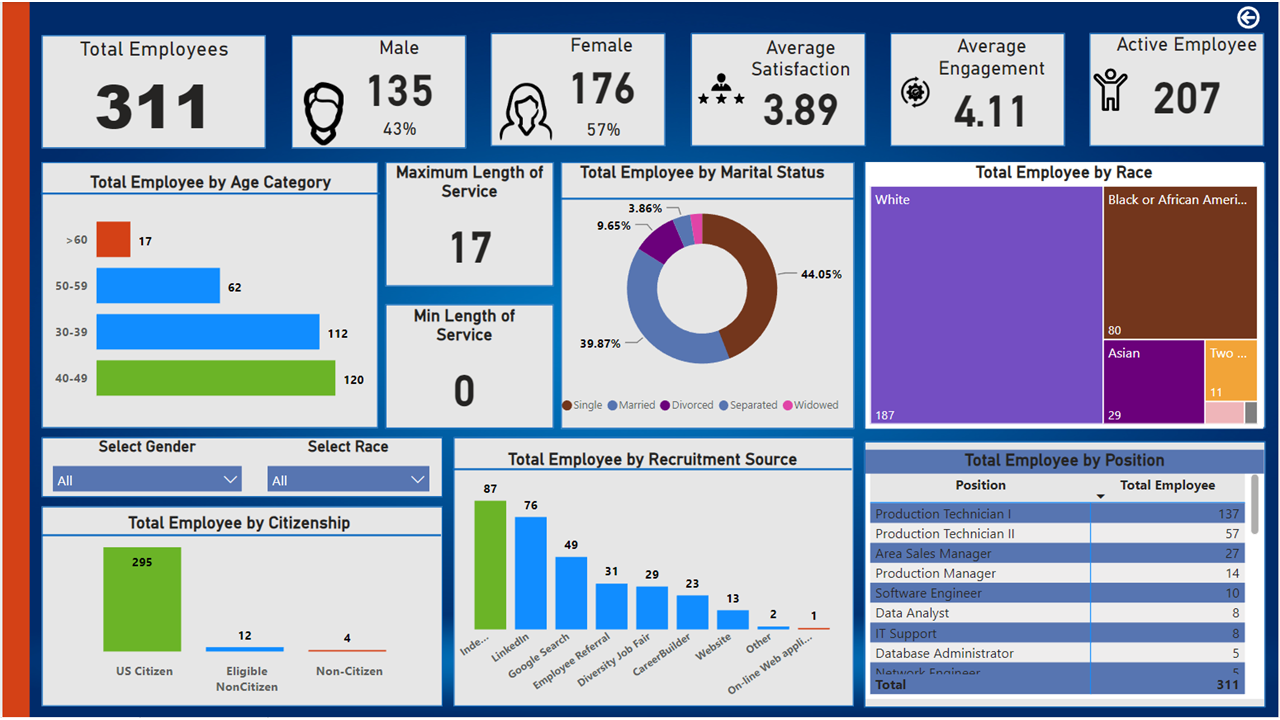 Total Employees
311
Male
135
43%
Female
176
57%
Average
Satisfaction
3.89
Average
Engagement
4.11
Active Employee
207
Total Employee by Age Category
>60
17
50-59
62
30-39
112
40-49
120
Maximum Length of
Service
17
Min Length of
Service
0
Total Employee by Marital Status
3.86%
9.65%
44.05%
39.87%
Single Married Divorced Separated Widowed
Total Employee by Race
White
187
Black or African Ameri...
80
Asian
29
Two ...
11
Select Gender
All
Select Race
All
Total Employee by Citizenship
295
12
4
US Citizen
Eligible
NonCitizen
Non-Citizen
Total Employee by Recruitment Source
87
76
49
31
29
23
13
2
1
Inde...
LinkedIn
Google Search
Employee Referral
Diversity Job Fair
CareerBuilder
Website
Other
On-line Web appli...
Total Employee by Position
Position Total Employee
Production Technician I 137
Production Technician II 57
Area Sales Manager 27
Production Manager 14
Software Engineer 10
Data Analyst 8
IT Support 8
Database Administrator 5
Network Engineer 5
Total 311